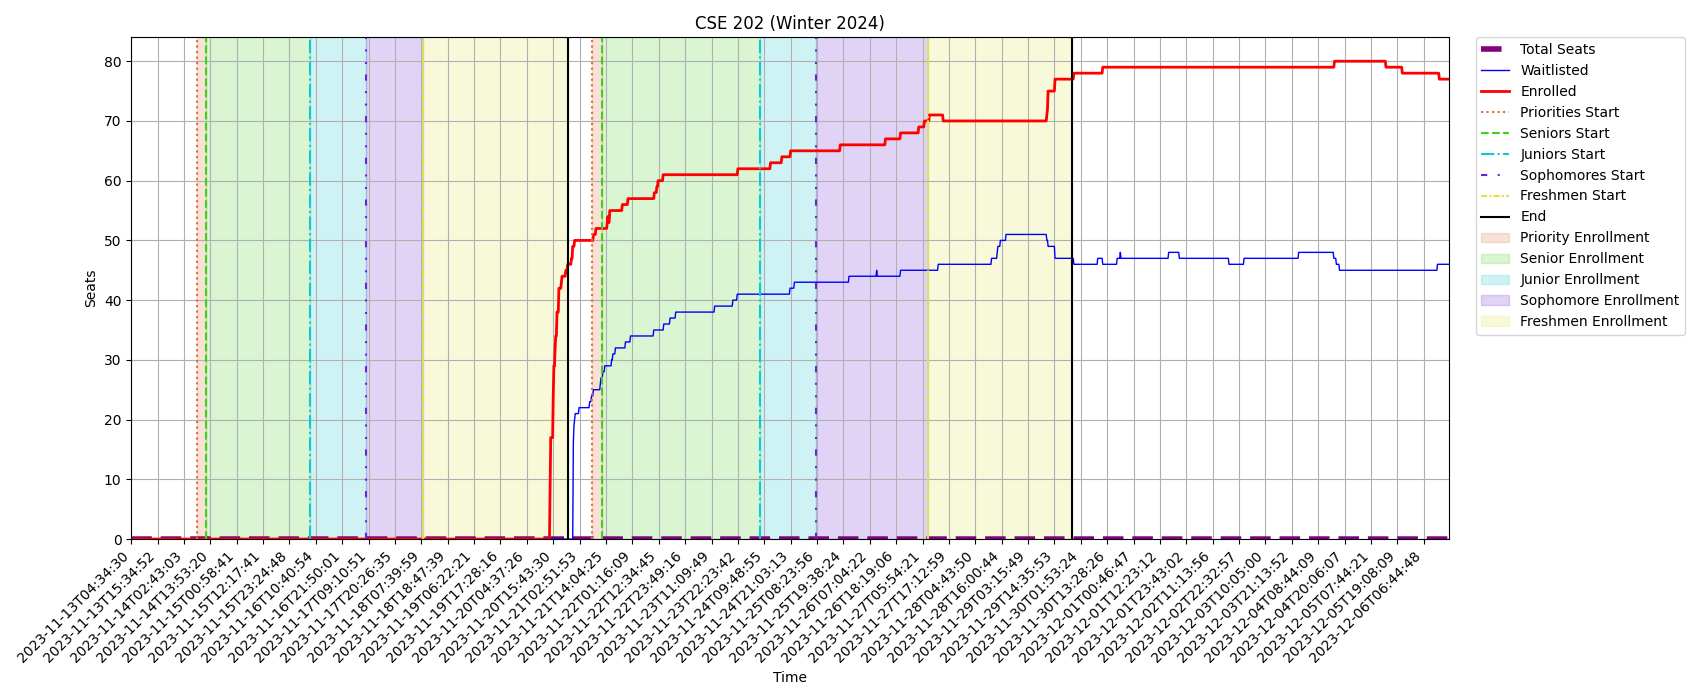 CSE 202 (Winter 2024)
80
70
60
50
40
30
20
10
0
Seats
2023-11-13T04:34:30
2023-11-13T15:34:52
2023-11-14T02:43:03
2023-11-14T13:53:20
2023-11-15T00:58:41
2023-11-15T12:17:41
2023-11-15T23:24:48
2023-11-16T10:40:54
2023-11-16T21:50:01
2023-11-17T09:10:51
2023-11-17T20:26:35
2023-11-18T07:39:59
2023-11-18T18:47:39
2023-11-19T06:22:21
2023-11-19T17:28:16
2023-11-20T04:37:26
2023-11-20T15:43:30
2023-11-21T02:51:53
2023-11-21T14:04:25
2023-11-22T01:16:09
2023-11-22T12:34:45
2023-11-22T23:49:16
2023-11-23T11:09:49
2023-11-23T22:23:42
2023-11-24T09:48:55
2023-11-24T21:03:13
2023-11-25T08:23:56
2023-11-25T19:38:24
2023-11-26T07:04:22
2023-11-26T18:19:06
2023-11-27T05:54:21
2023-11-27T17:12:59
2023-11-28T04:43:50
2023-11-28T16:00:44
2023-11-29T03:15:49
2023-11-29T14:35:53
2023-11-30T01:53:24
2023-11-30T13:28:26
2023-12-01T00:46:47
2023-12-01T12:23:12
2023-12-01T23:43:02
2023-12-02T11:13:56
2023-12-02T22:32:57
2023-12-03T10:05:00
2023-12-03T21:13:52
2023-12-04T08:44:09
2023-12-04T20:06:07
2023-12-05T07:44:21
2023-12-05T19:08:09
2023-12-06T06:44:48
Time
Total Seats
Waitlisted
Enrolled
Priorities Start
Seniors Start
Juniors Start
Sophomores Start
Freshmen Start
End
Priority Enrollment
Senior Enrollment
Junior Enrollment
Sophomore Enrollment
Freshmen Enrollment